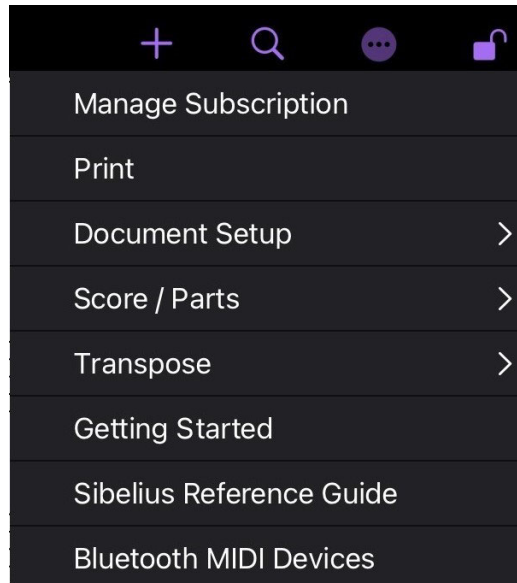 Manage Subscription
Print
Document Setup
Score / Parts
Transpose
Getting Started
Sibelius Reference Guide
Bluetooth MIDI Devices